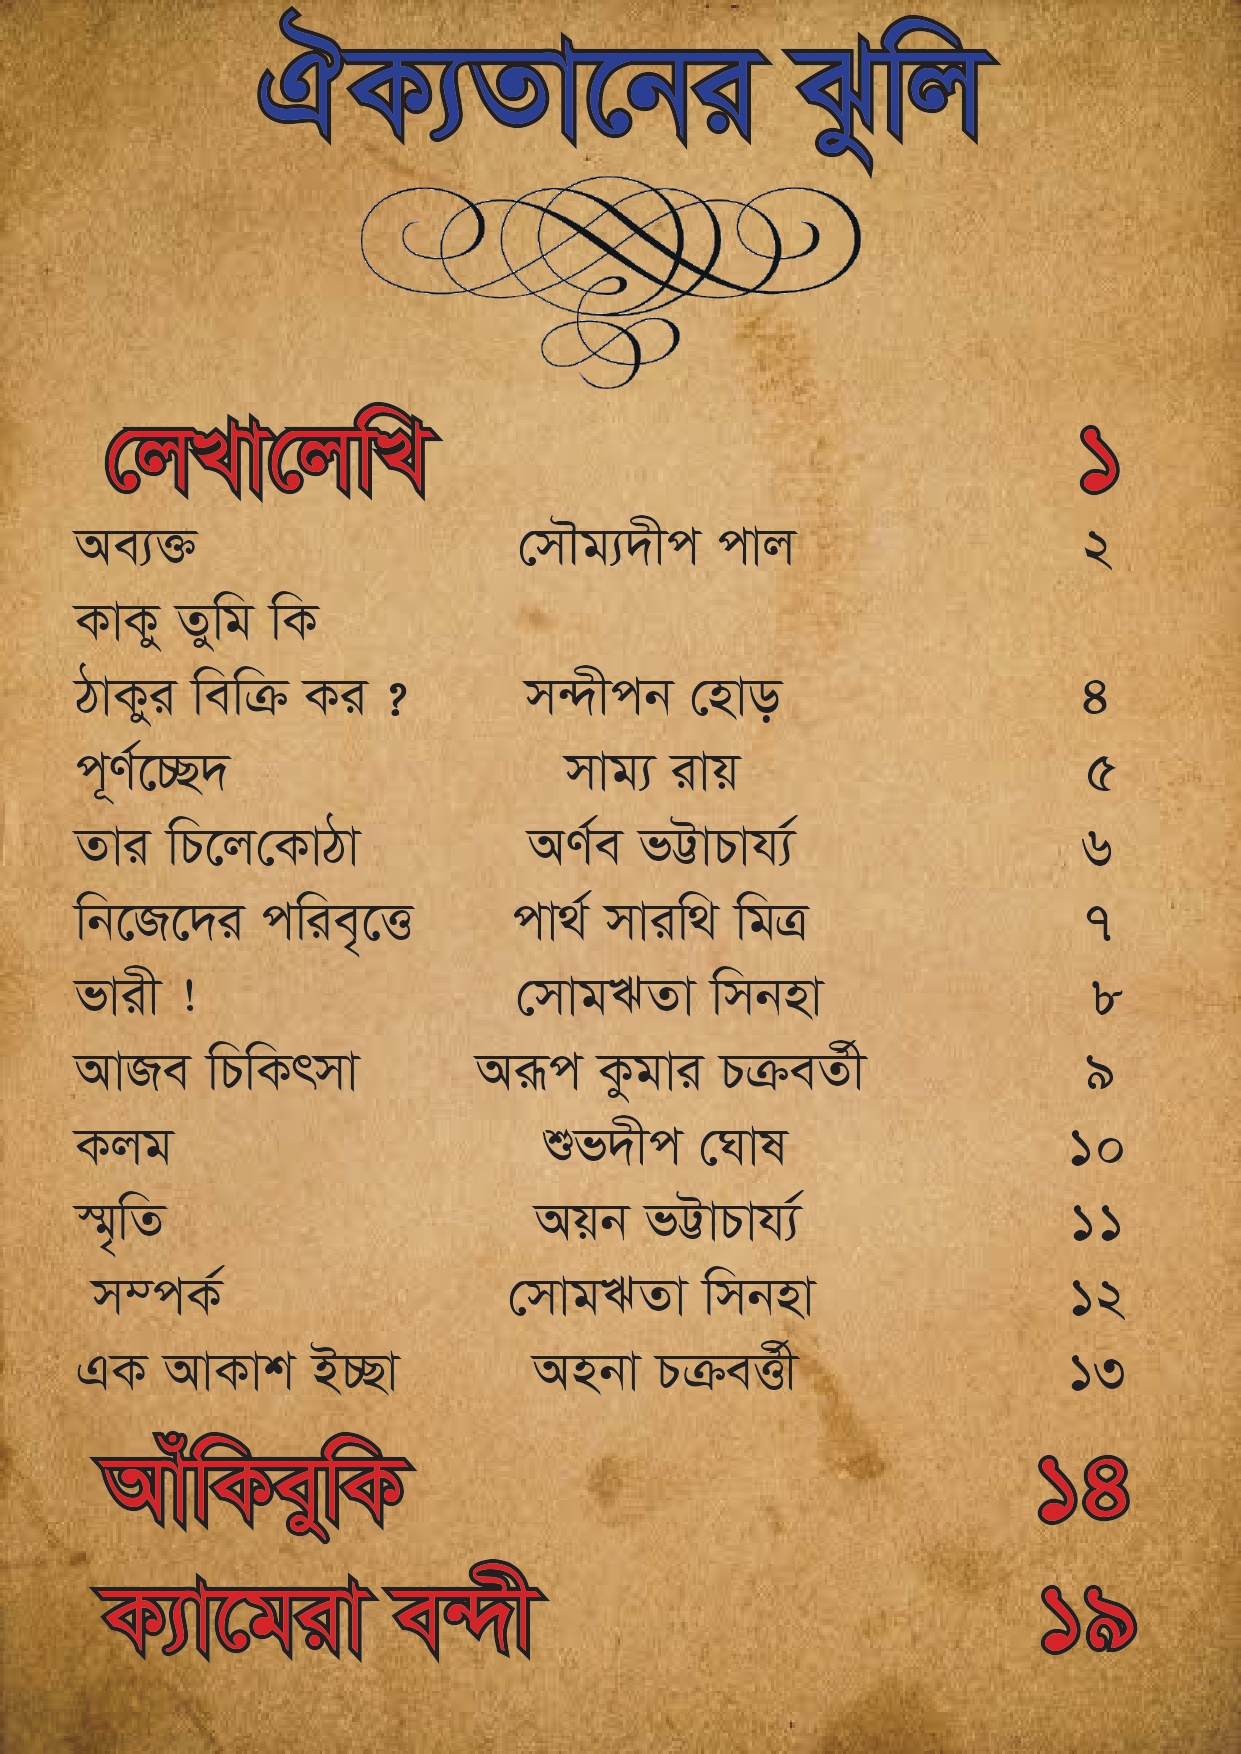 ঐক্যতানের ঝুলি
লেখালেখি ১
অব্যক্ত সৌম্যদীপ পাল ২
কাকু তুমি কি
ঠাকুর বিক্রি কর ? সন্দীপন হোড় ৪
পূর্ণচ্ছেদ সাম্য রায় ৫
তার চিলেকোঠা অর্ণব ভট্টাচার্য্য ৬
নিজেদের পরিবৃত্তে পার্থ সারথি মিত্র ৭
ভারী ! সোমঋতা সিনহা ৮
আজব চিকিৎসা অরূপ কুমার চক্রবর্তী ৯
কলম শুভদীপ ঘোষ ১০
স্মৃতি অয়ন ভট্টাচার্য্য ১১
সম্পর্ক সোমঋতা সিনহা ১২
এক আকাশ ইচ্ছা অহনা চক্রবর্ত্তী ১৩
আঁকিবুকি ১৪
ক্যামেরা বন্দী ১৯